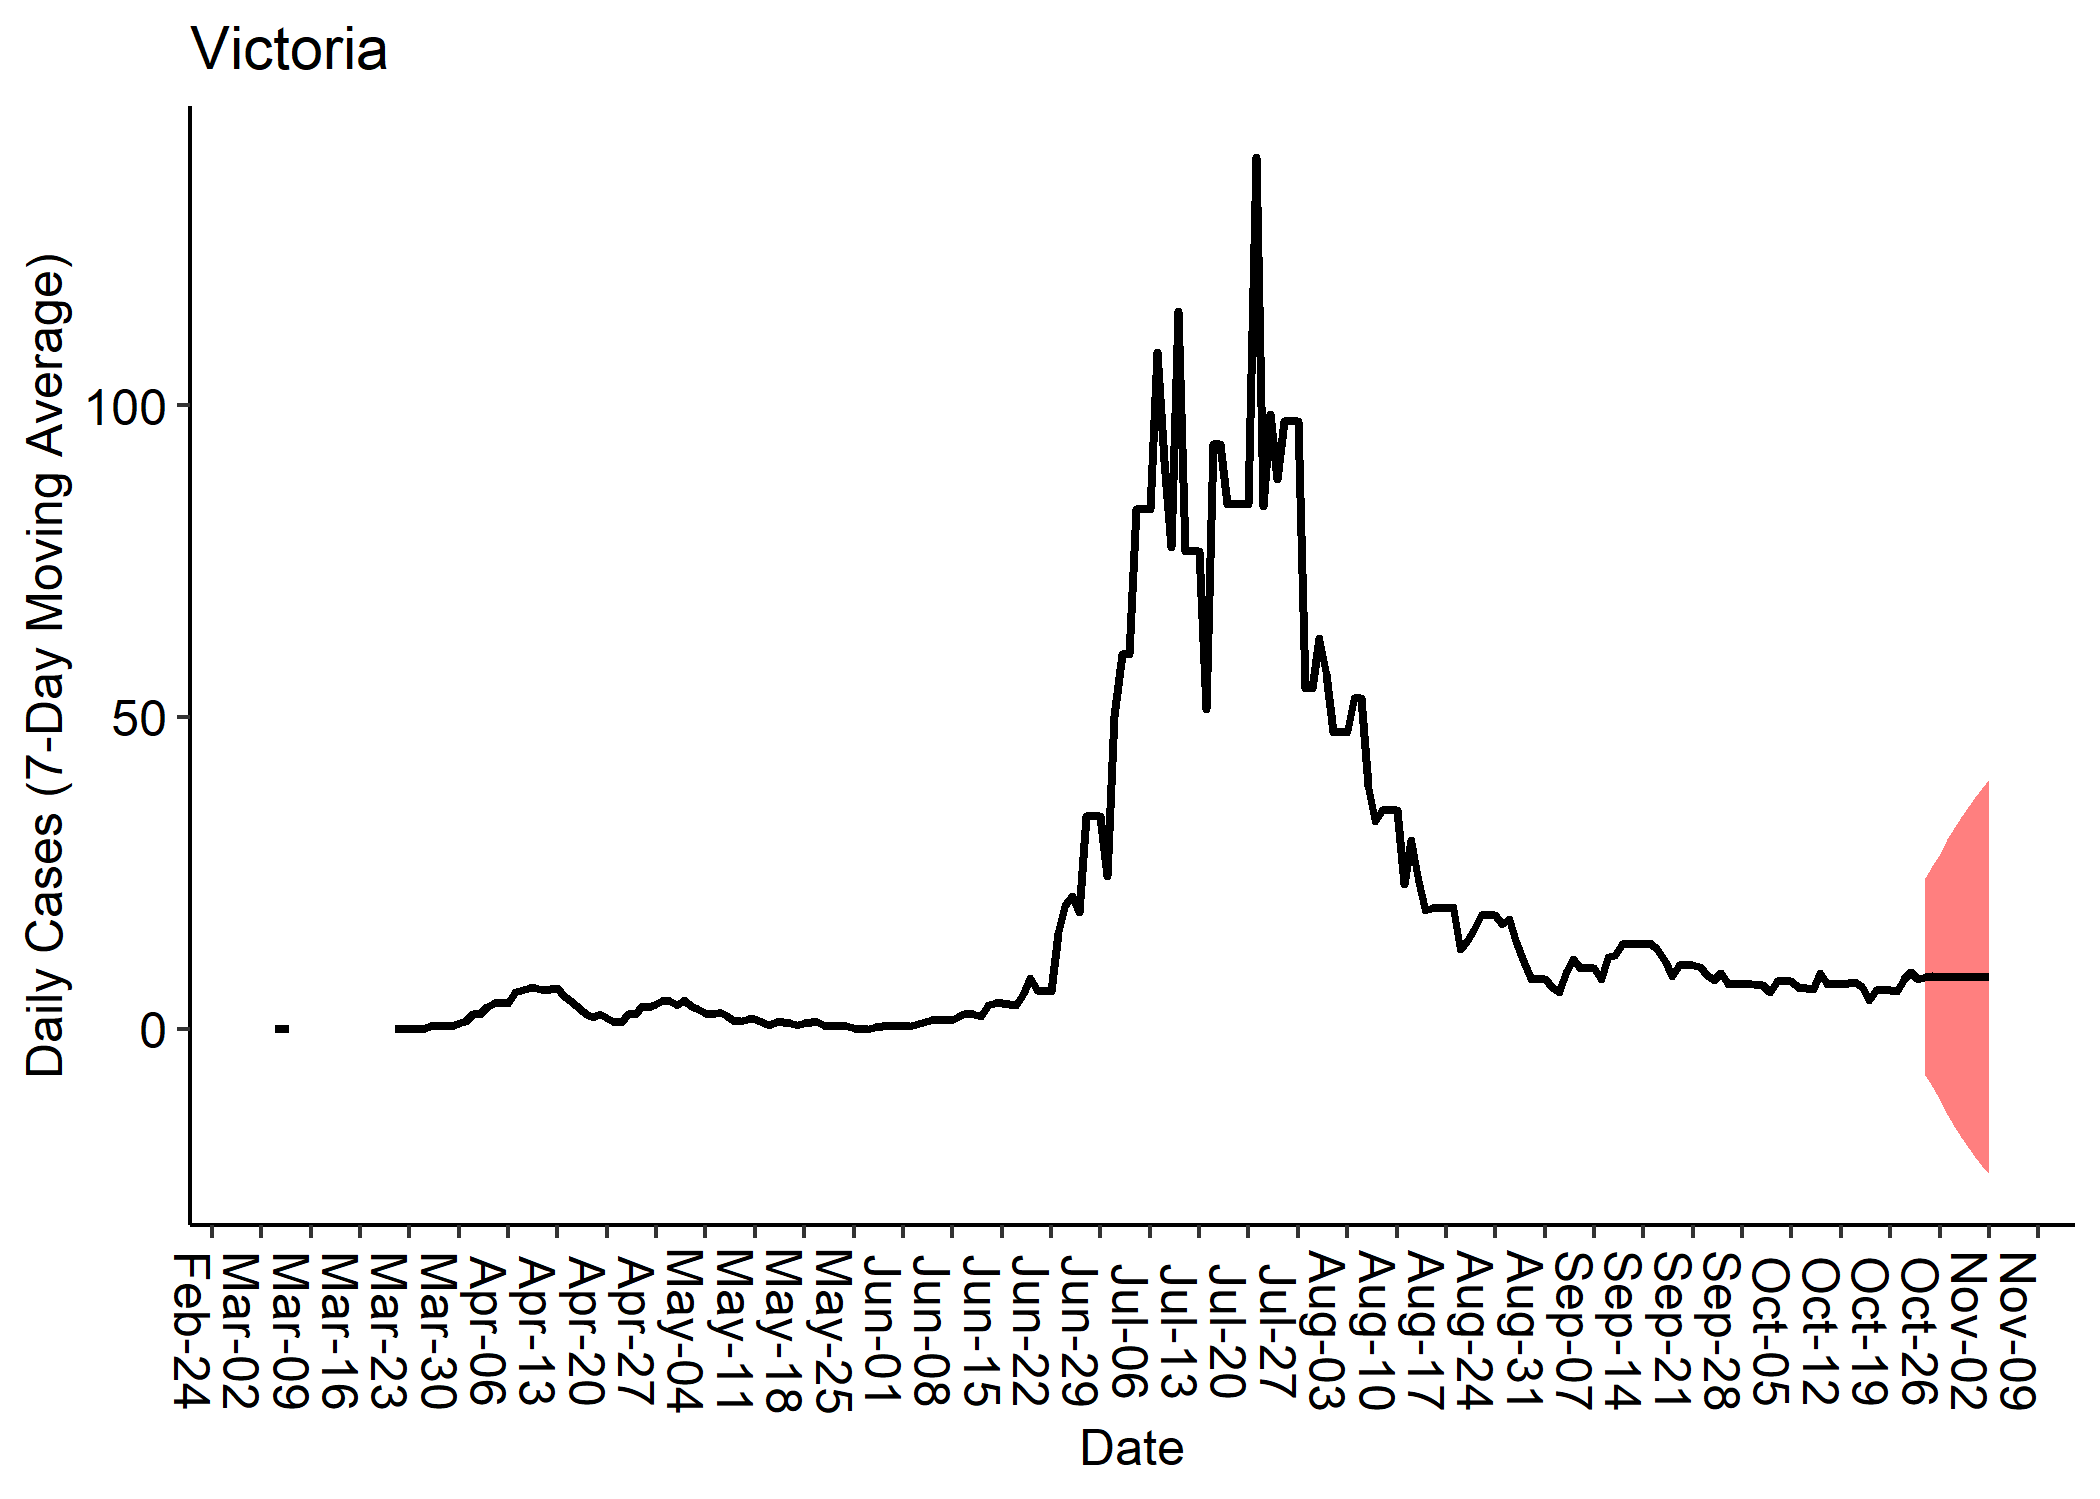 Victoria
Daily Cases (7-Day Moving Average)
100
50
0
Feb-24
Mar-02
Mar-09
Mar-16
Mar-23
Mar-30
Apr-06
Apr-13
Apr-20
Apr-27
May-04
May-11
May-18
May-25
Jun-01
Jun-08
Jun-15
Jun-22
Jun-29
Jul-06
Jul-13
Jul-20
Jul-27
Aug-03
Aug-10
Aug-17
Aug-24
Aug-31
Sep-07
Sep-14
Sep-21
Sep-28
Oct-05
Oct-12
Oct-19
Oct-26
Nov-02
Nov-09
Date